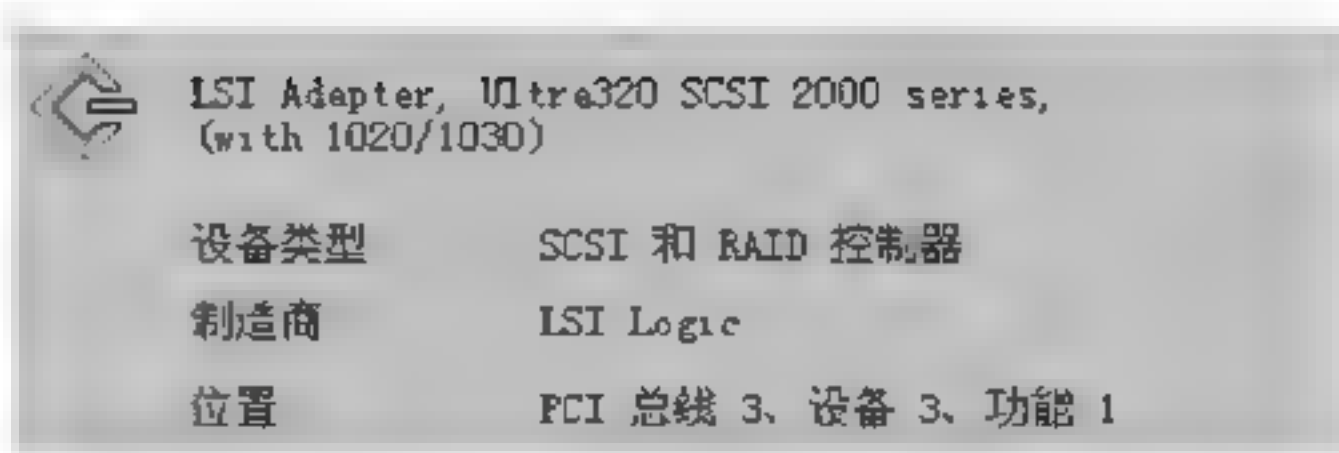 LSI Adapter, Ultra320 SCSI 2000 series,
(with 1020/1030)
设备类型 SCSI 和 RAID 控制器
制造商 LSI Logic
位置 PCI 总线 3、设备 3、功能 1